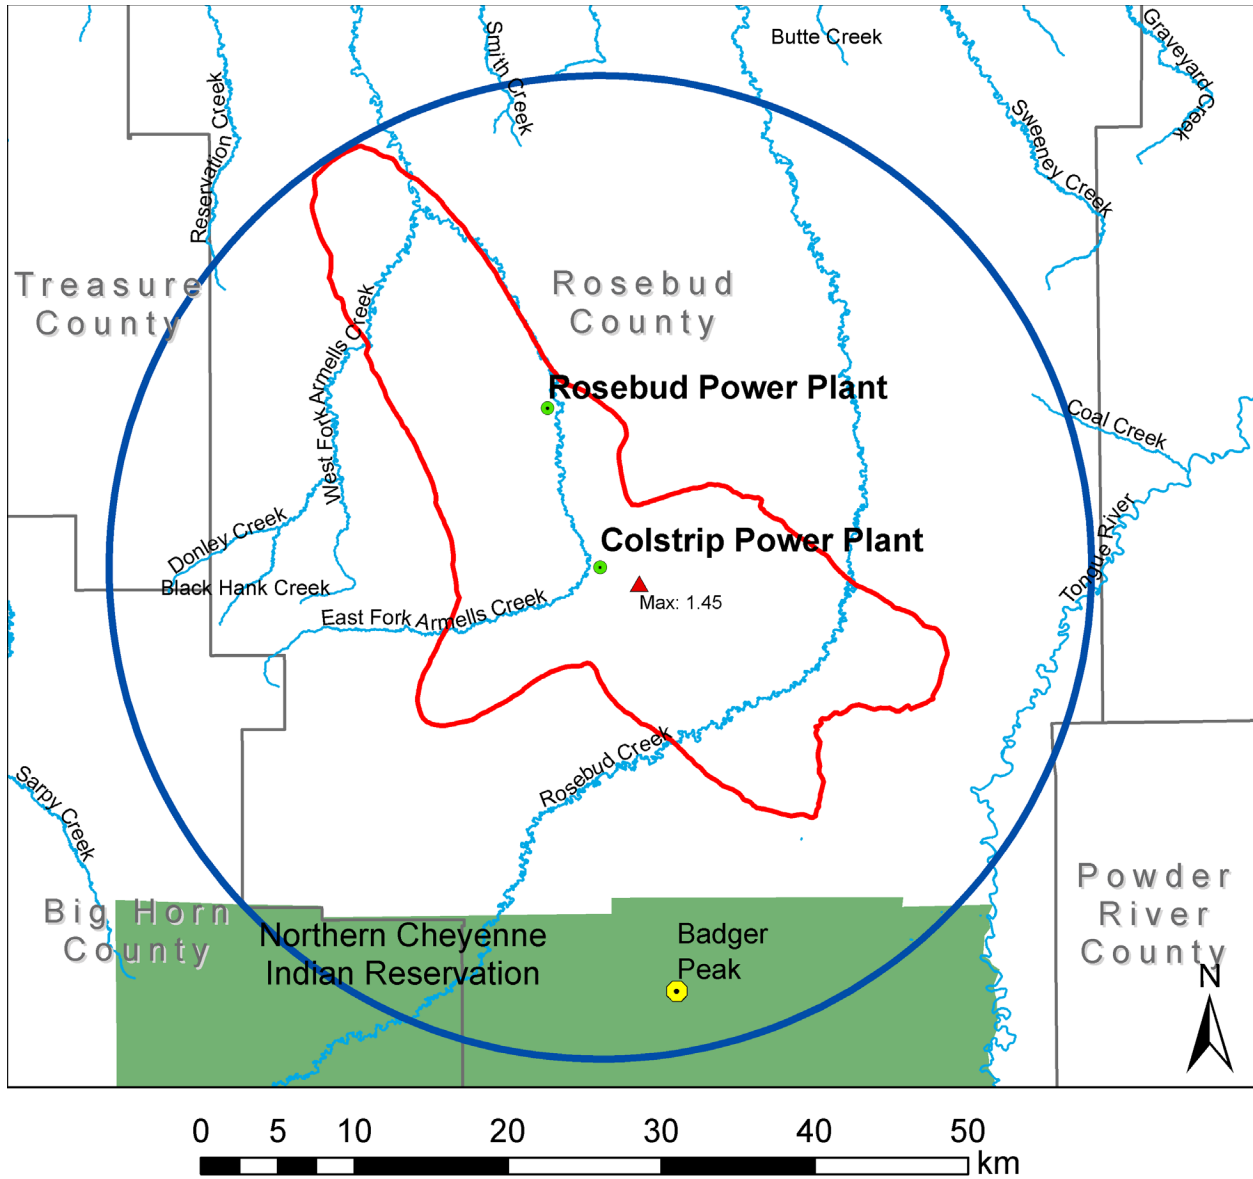 Butte Creek
Smith Creek
Graveyard Creek
Reservation Creek
Sweeney Creek
Treasure
County
Rosebud
County
West Fork Armells Creek
Rosebud Power Plant
Coal Creek
Donley Creek
Colstrip Power Plant
Tongue River
Black Hank Creek
Max: 1.45
East Fork Armells Creek
Rosebud Creek
Sarpy Creek
Big Horn
County
Northern Cheyenne
Indian Reservation
Badger
Peak
Powder
River
County
N
0 5 10 20 30 40 50
km